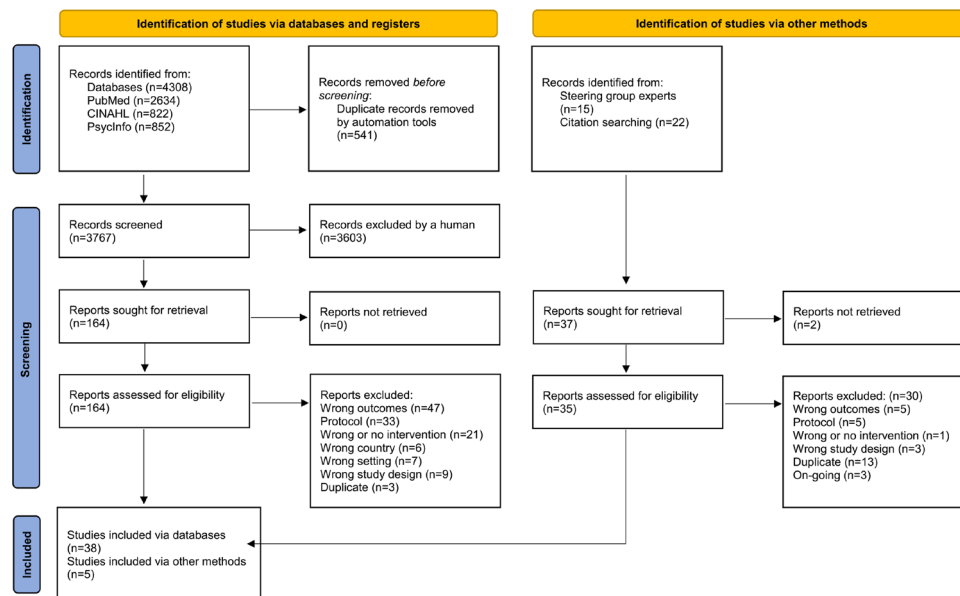 Identification of studies via databases and registers
Identification of studies via other methods
Identification
Records identified from:
Databases (n=4308)
PubMed (n=2634)
CINAHL (n=822)
PsycInfo (n=852)
Records removed before
screening:
Duplicate records removed
by automation tools
(n=541)
Records identified from:
Steering group experts
(n=15)
Citation searching (n=22)
Screening
Records screened
(n=3767)
Records excluded by a human
(n=3603)
Reports sought for retrieval
(n=164)
Reports not retrieved
(n=0)
Reports sought for retrieval
(n=37)
Reports not retrieved
(n=2)
Reports assessed for eligibility
(n=164)
Reports excluded:
Wrong outcomes (n=47)
Protocol (n=33)
Wrong or no intervention (n=21)
Wrong country (n=6)
Wrong setting (n=7)
Wrong study design (n=9)
Duplicate (n=3)
Reports assessed for eligibility
(n=35)
Reports excluded: (n=30)
Wrong outcomes (n=5)
Protocol (n=5)
Wrong or no intervention (n=1)
Wrong study design (n=3)
Duplicate (n=13)
On-going (n=3)
Included
Studies included via databases
(n=38)
Studies included via other methods
(n=5)